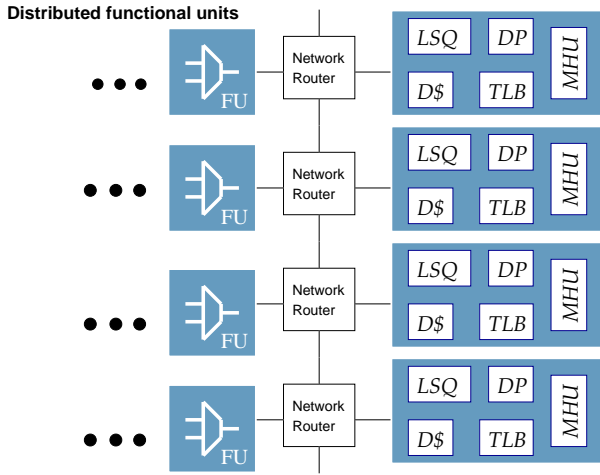 Distributed functional units
FU
Network
Router
LSQ
DP
MHU
D$
TLB
FU
Network
Router
LSQ
DP
MHU
D$
TLB
FU
Network
Router
LSQ
DP
MHU
D$
TLB
FU
Network
Router
LSQ
DP
MHU
D$
TLB